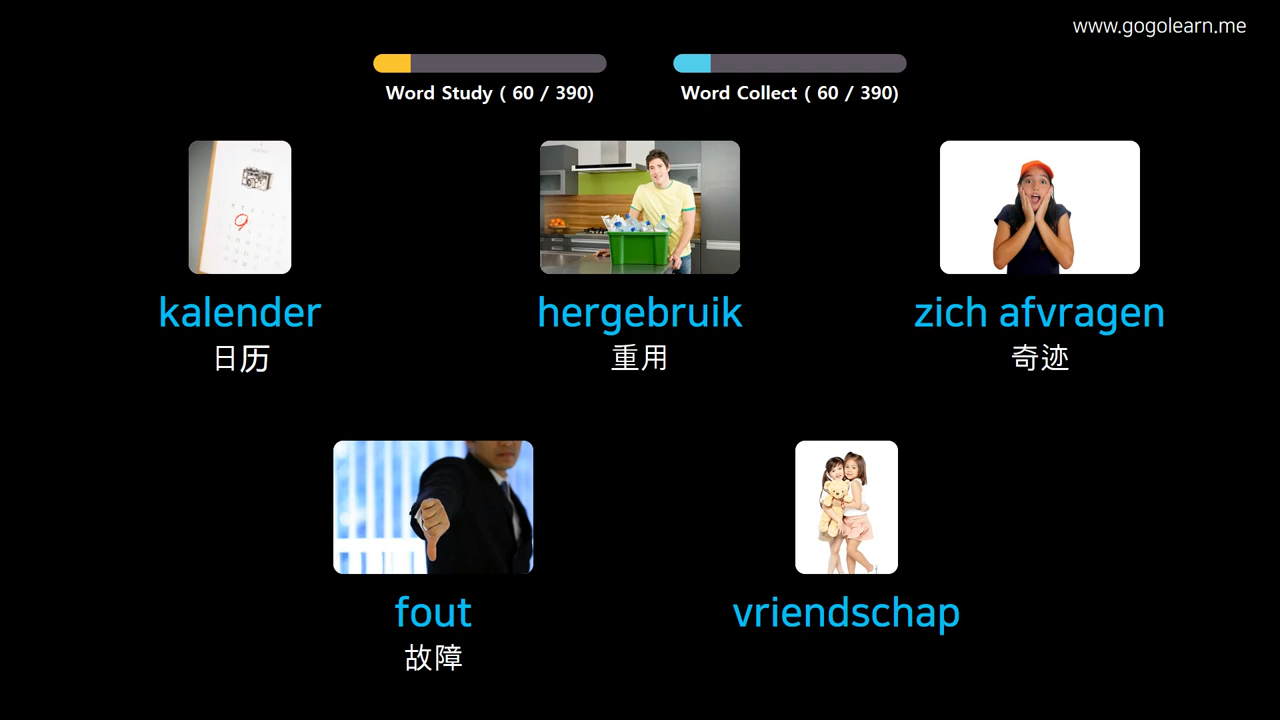 www.gogolearn.me
Word Study ( 60 / 390)
Word Collect ( 60 / 390)
kalender
日历
hergebruik
重用
zich afvragen
奇迹
fout
故障
vriendschap